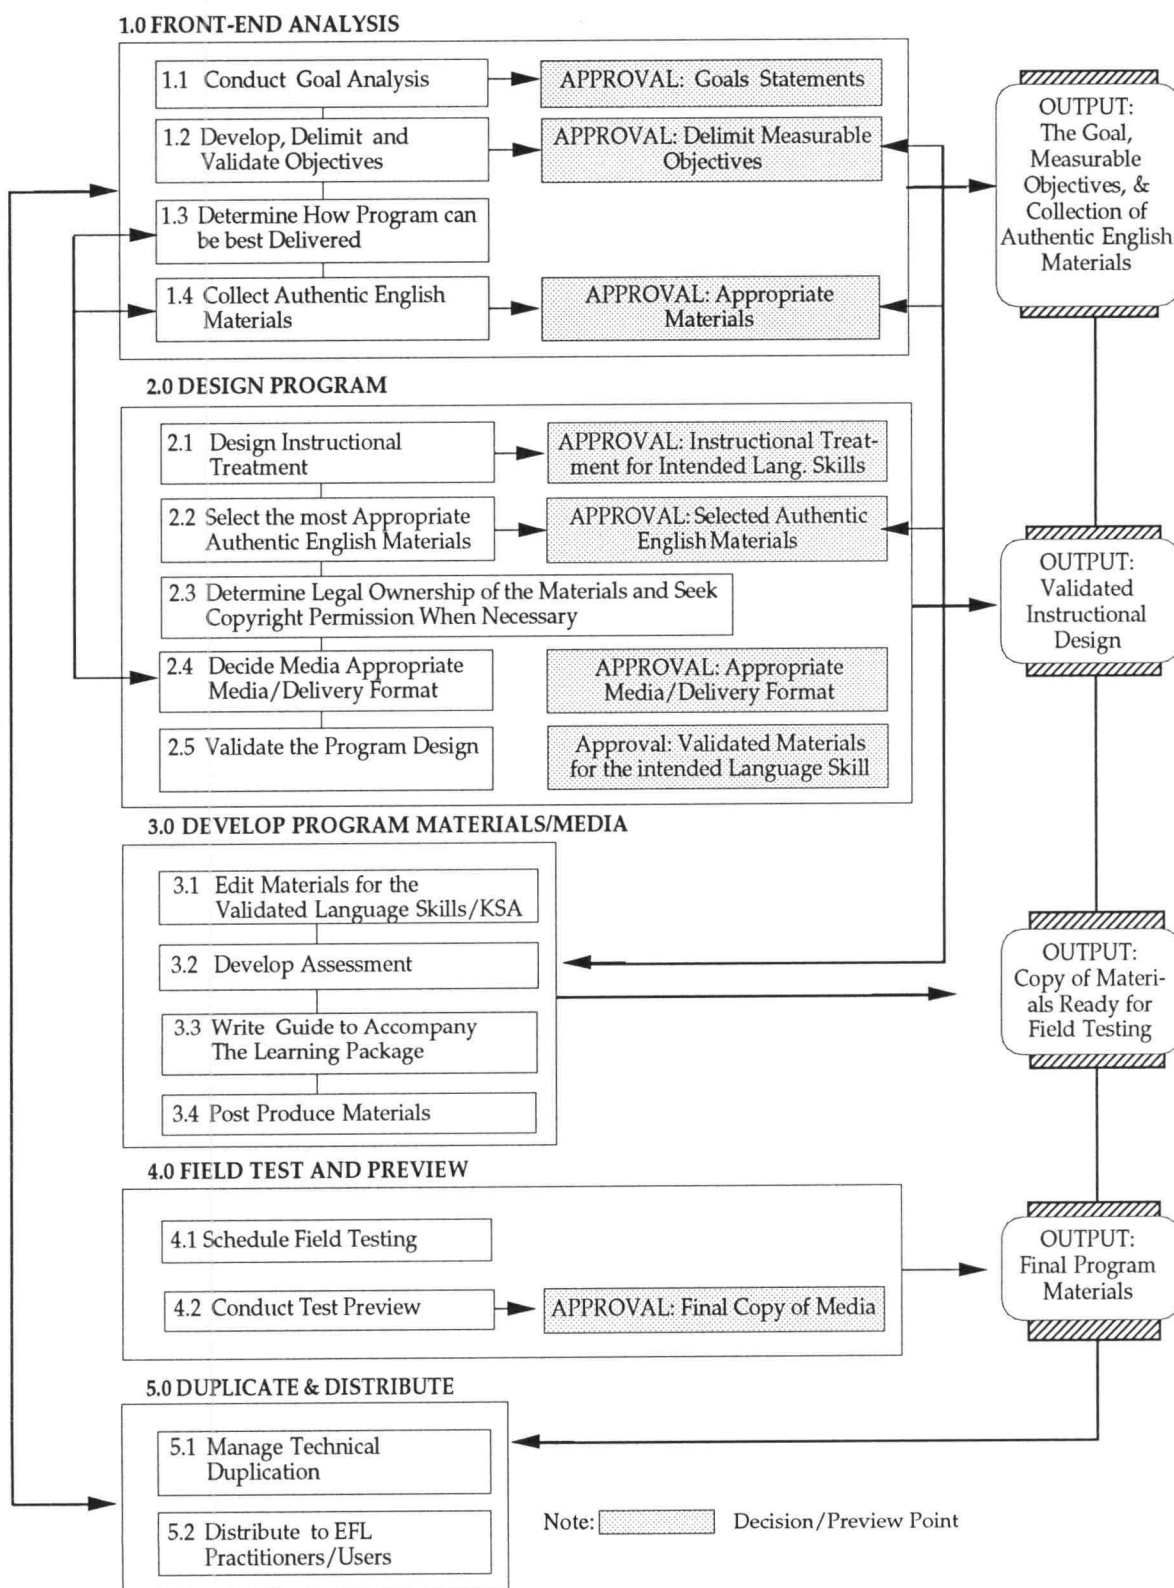 1.0 FRONT-END ANALYSIS
1.1 Conduct Goal Analysis
APPROVAL: Goals Statements
1.2 Develop, Delimit and
Validate Objectives
APPROVAL: Delimit Measurable
Objectives
1.3 Determine How Program can
be best Delivered
1.4 Collect Authentic English
Materials
APPROVAL: Appropriate
Materials
OUTPUT:
The Goal,
Measurable
Objectives, &
Collection of
Authentic English
Materials
2.0 DESIGN PROGRAM
2.1 Design Instructional
Treatment
APPROVAL: Instructional Treat-
ment for Intended Lang. Skills
2.2 Select the most Appropriate
Authentic English Materials
APPROVAL: Selected Authentic
English Materials
2.3 Determine Legal Ownership of the Materials and Seek
Copyright Permission When Necessary
2.4 Decide Media Appropriate
Media/Delivery Format
APPROVAL: Appropriate
Media/Delivery Format
2.5 Validate the Program Design
Approval: Validated Materials
for the intended Language Skill
OUTPUT:
Validated
Instructional
Design
3.0 DEVELOP PROGRAM MATERIALS/MEDIA
3.1 Edit Materials for the
Validated Language Skills/KSA
3.2 Develop Assessment
3.3 Write Guide to Accompany
The Learning Package
3.4 Post Produce Materials
OUTPUT:
Copy of Materi-
als Ready for
Field Testing
4.0 FIELD TEST AND PREVIEW
4.1 Schedule Field Testing
4.2 Conduct Test Preview
APPROVAL: Final Copy of Media
OUTPUT:
Final Program
Materials
5.0 DUPLICATE & DISTRIBUTE
5.1 Manage Technical
Duplication
5.2 Distribute to EFL
Practitioners/Users
Note:
Decision/Preview Point